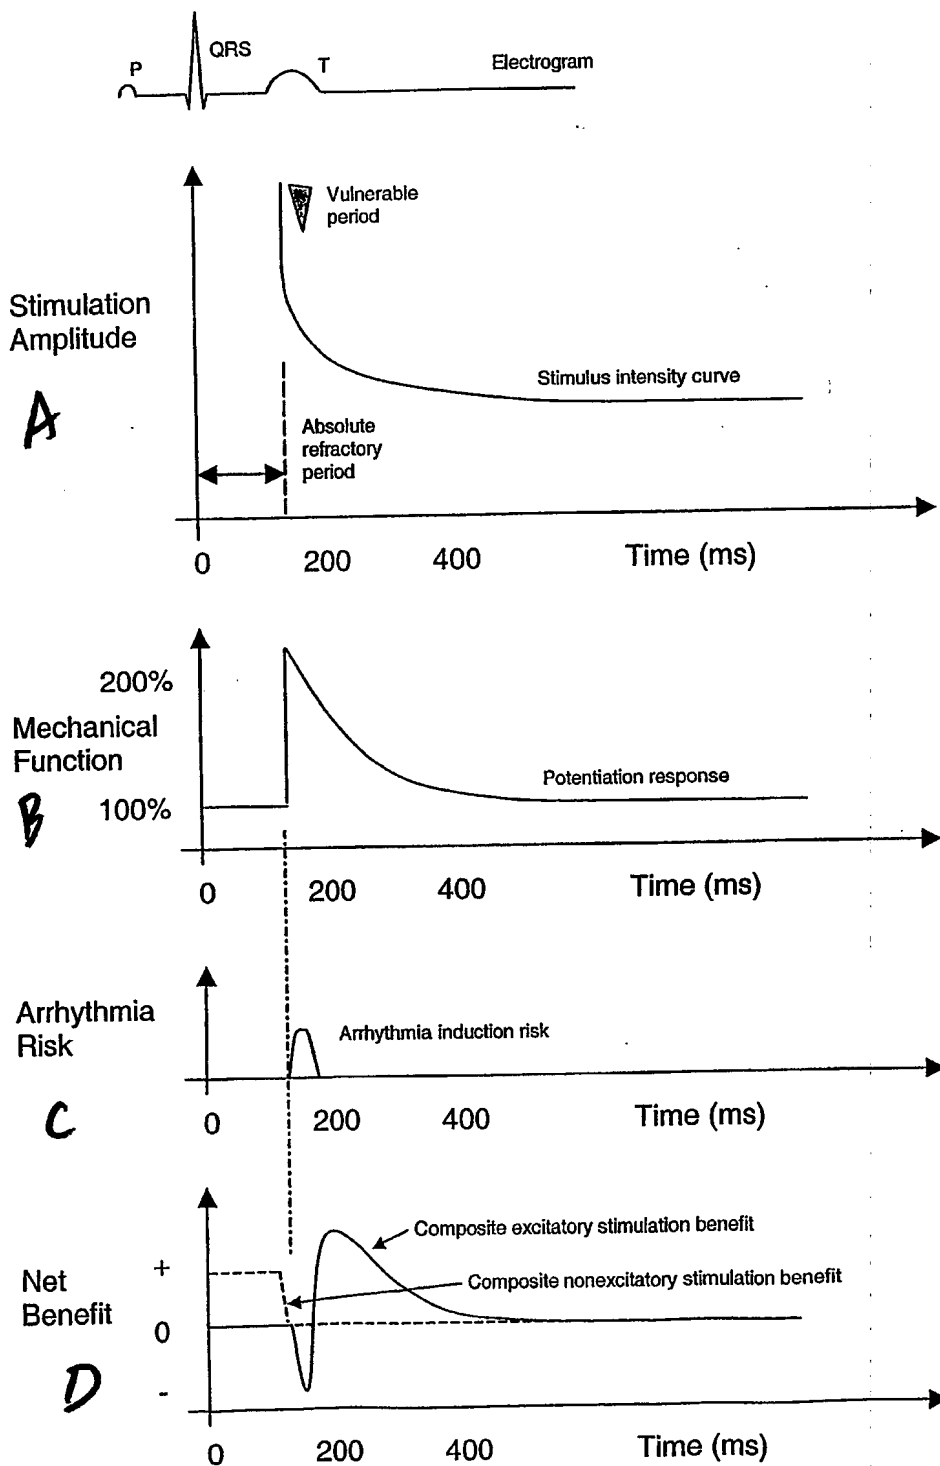 P
QRS
T
Electrogram
Vulnerable
period
Stimulation
Amplitude
A
Stimulus intensity curve
Absolute
refractory
period
0
200
400
Time (ms)
200%
Mechanical
Function
B
100%
Potentiation response
0
200
400
Time (ms)
Arrhythmia
Risk
C
Arrhythmia induction risk
0
200
400
Time (ms)
Composite excitatory stimulation benefit
Composite nonexcitatory stimulation benefit
Net
Benefit
+
0
-
D
0
200
400
Time (ms)